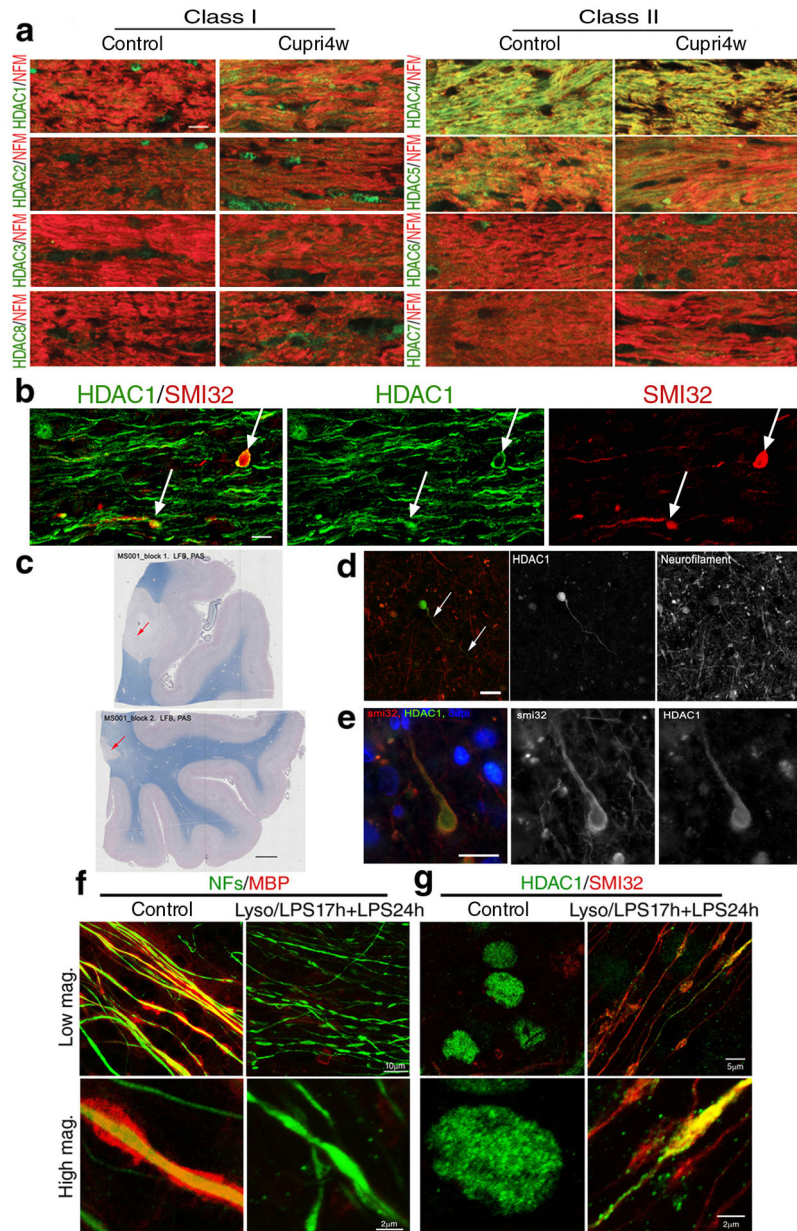 a
Class I
Class II
Control
Cupri4w
Control
Cupri4w
HDAC1/NFM
HDAC4/NFM
HDAC2/NFM
HDAC5/NFM
HDAC3/NFM
HDAC6/NFM
HDAC8/NFM
HDAC7/NFM
b
HDAC1/SMI32
HDAC1
SMI32
c
MS001_block 1. LFB, PAS
MS001_block 2. LFB, PAS
d
HDAC1
Neurofilament
e
smi32, HDAC1, dapi
smi32
HDAC1
f
NFs/MBP
Control
Lyso/LPS17h+LPS24h
Low mag.
10μm
High mag.
2μm
g
HDAC1/SMI32
Control
Lyso/LPS17h+LPS24h
5μm
2μm